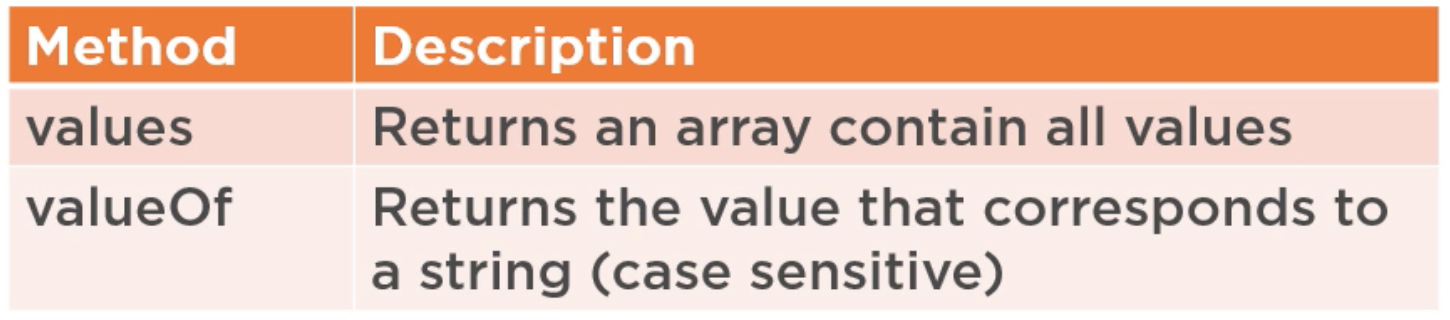 Method Description
values Returns an array contain all values
valueOf Returns the value that corresponds to
a string (case sensitive)